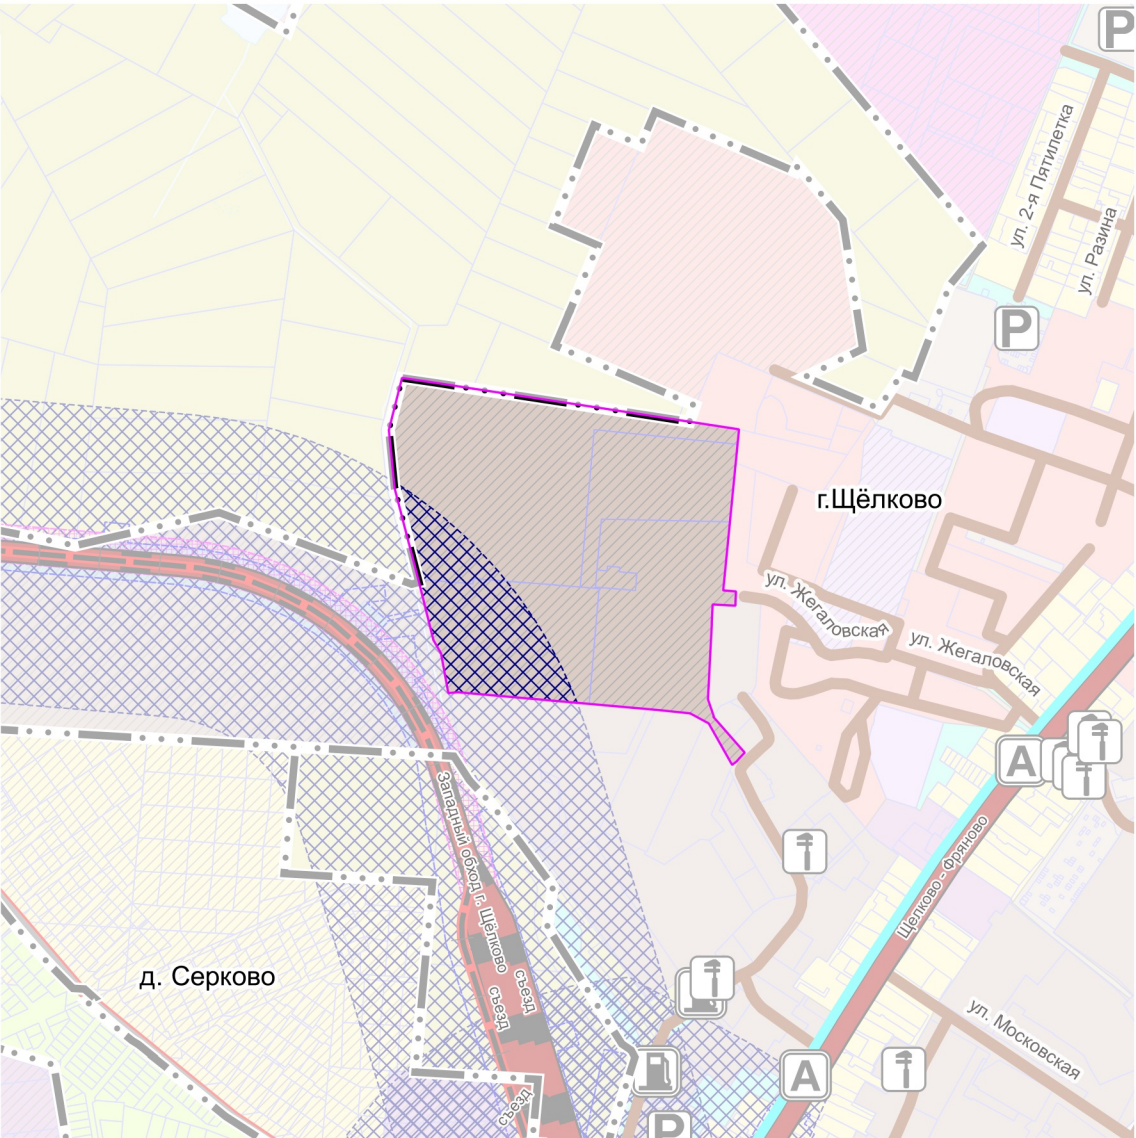 P
ул. 2-я Пятилетка
ул. Разина
P
г.Щёлково
ул. Жегаловская
ул. Жегаловская
A
Западный обход г. Щёлково
Щелково - Фряново
д. Серково
съезд
съезд
ул. Московская
A
съезд
P